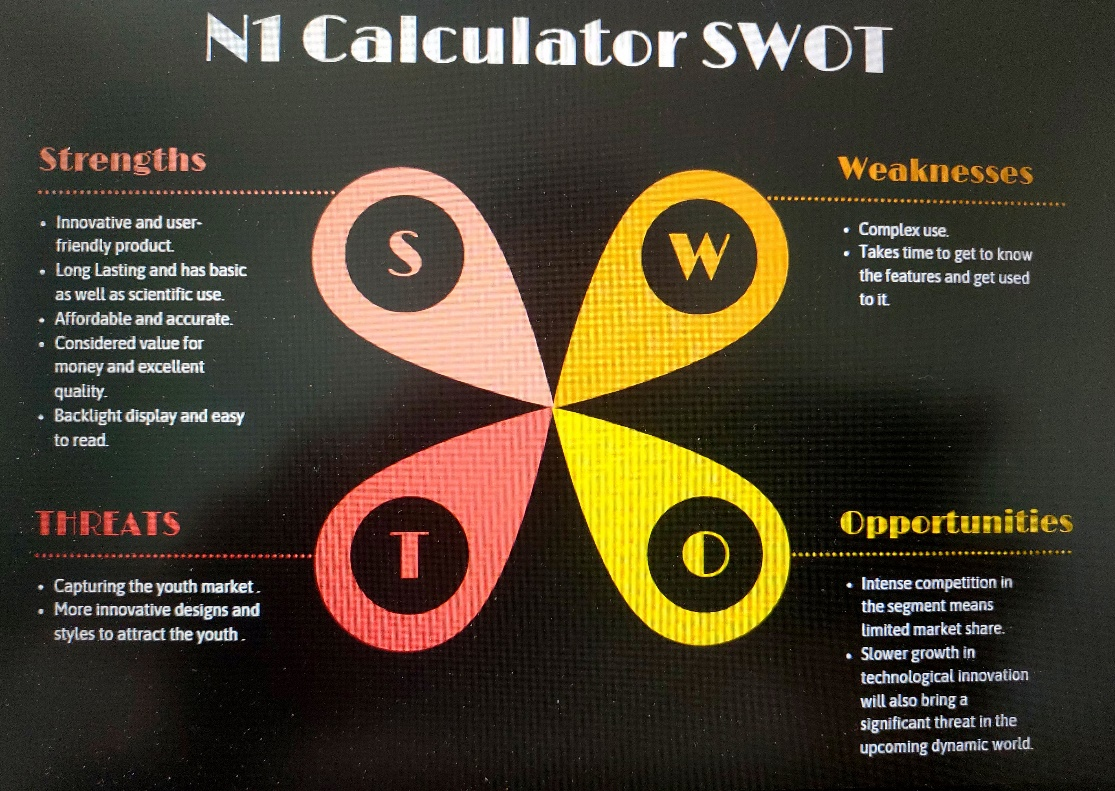 N1 Calculator SWOT
Strengths
• Innovative and user-
friendly product.
• Long Lasting and has basic
as well as scientific use.
• Affordable and accurate.
• Considered value for
money and excellent
quality.
• Backlight display and easy
to read.
S
Weaknesses
• Complex use.
• Takes time to get to know
the features and get used
to it.
W
THREATS
• Capturing the youth market .
• More innovative designs and
styles to attract the youth .
T
Opportunities
• Intense competition in
the segment means
limited market share.
• Slower growth in
technological innovation
will also bring a
significant threat in the
upcoming dynamic world.
O